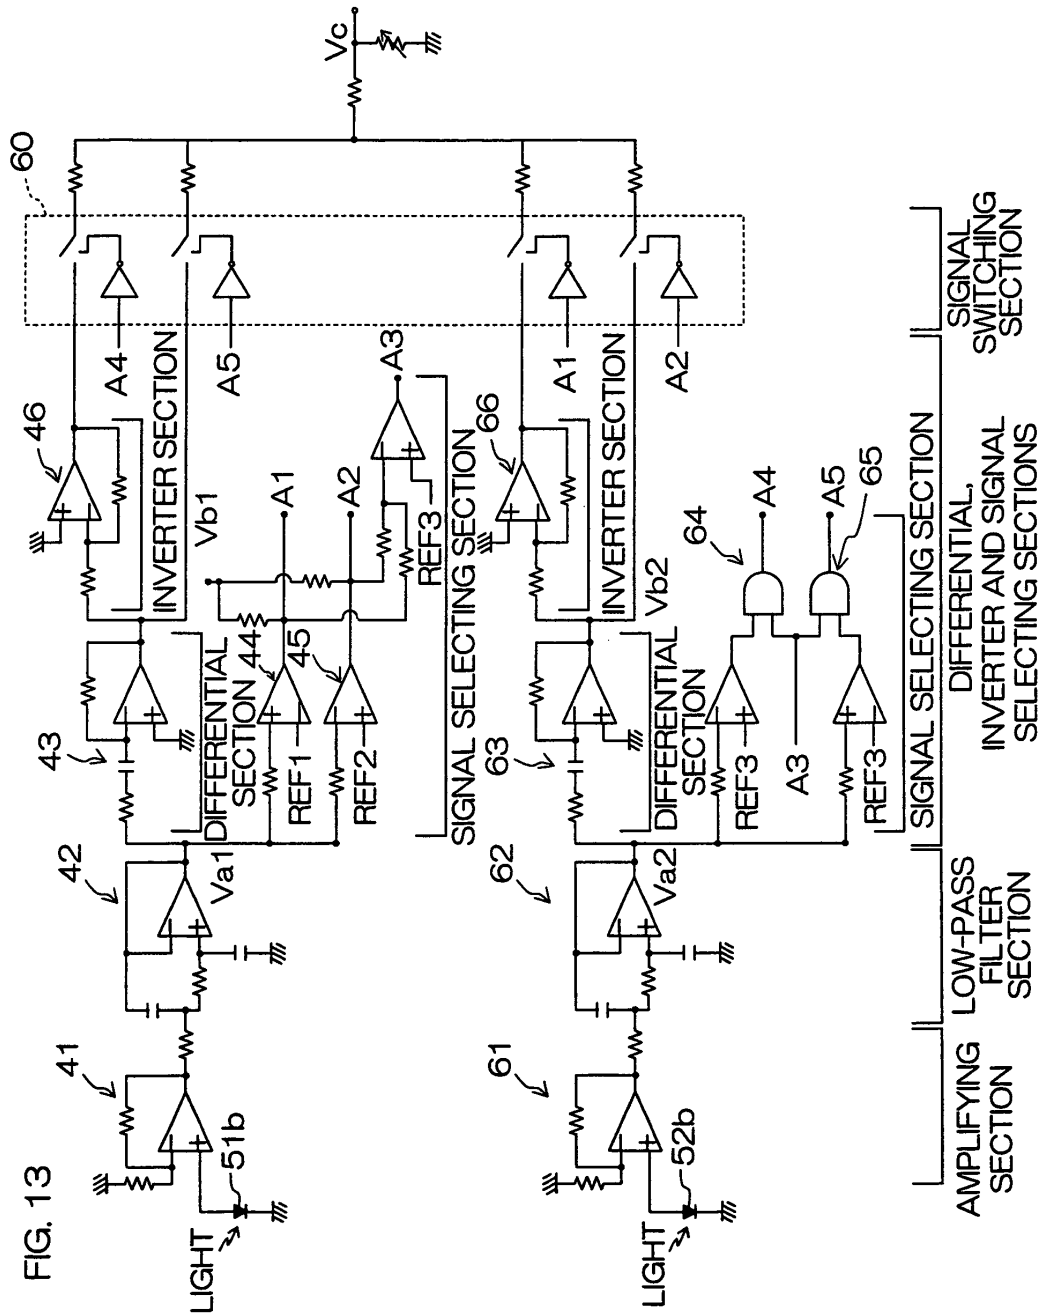 FIG. 13
LIGHT
51b
41
42
Va1
43
DIFFERENTIAL
SECTION
44
45
REF1
REF2
Vb1
46
INVERTER SECTION
A1
A2
REF3
A3
SIGNAL SELECTING SECTION
A4
A5
60
Vc
LIGHT
52b
61
62
Va2
63
DIFFERENTIAL
SECTION
Vb2
66
INVERTER SECTION
REF3
A3
REF3
64
A4
A5
65
SIGNAL SELECTING SECTION
A1
A2
AMPLIFYING
SECTION
LOW-PASS
FILTER
SECTION
DIFFERENTIAL,
INVERTER AND SIGNAL
SELECTING SECTIONS
SIGNAL
SWITCHING
SECTION